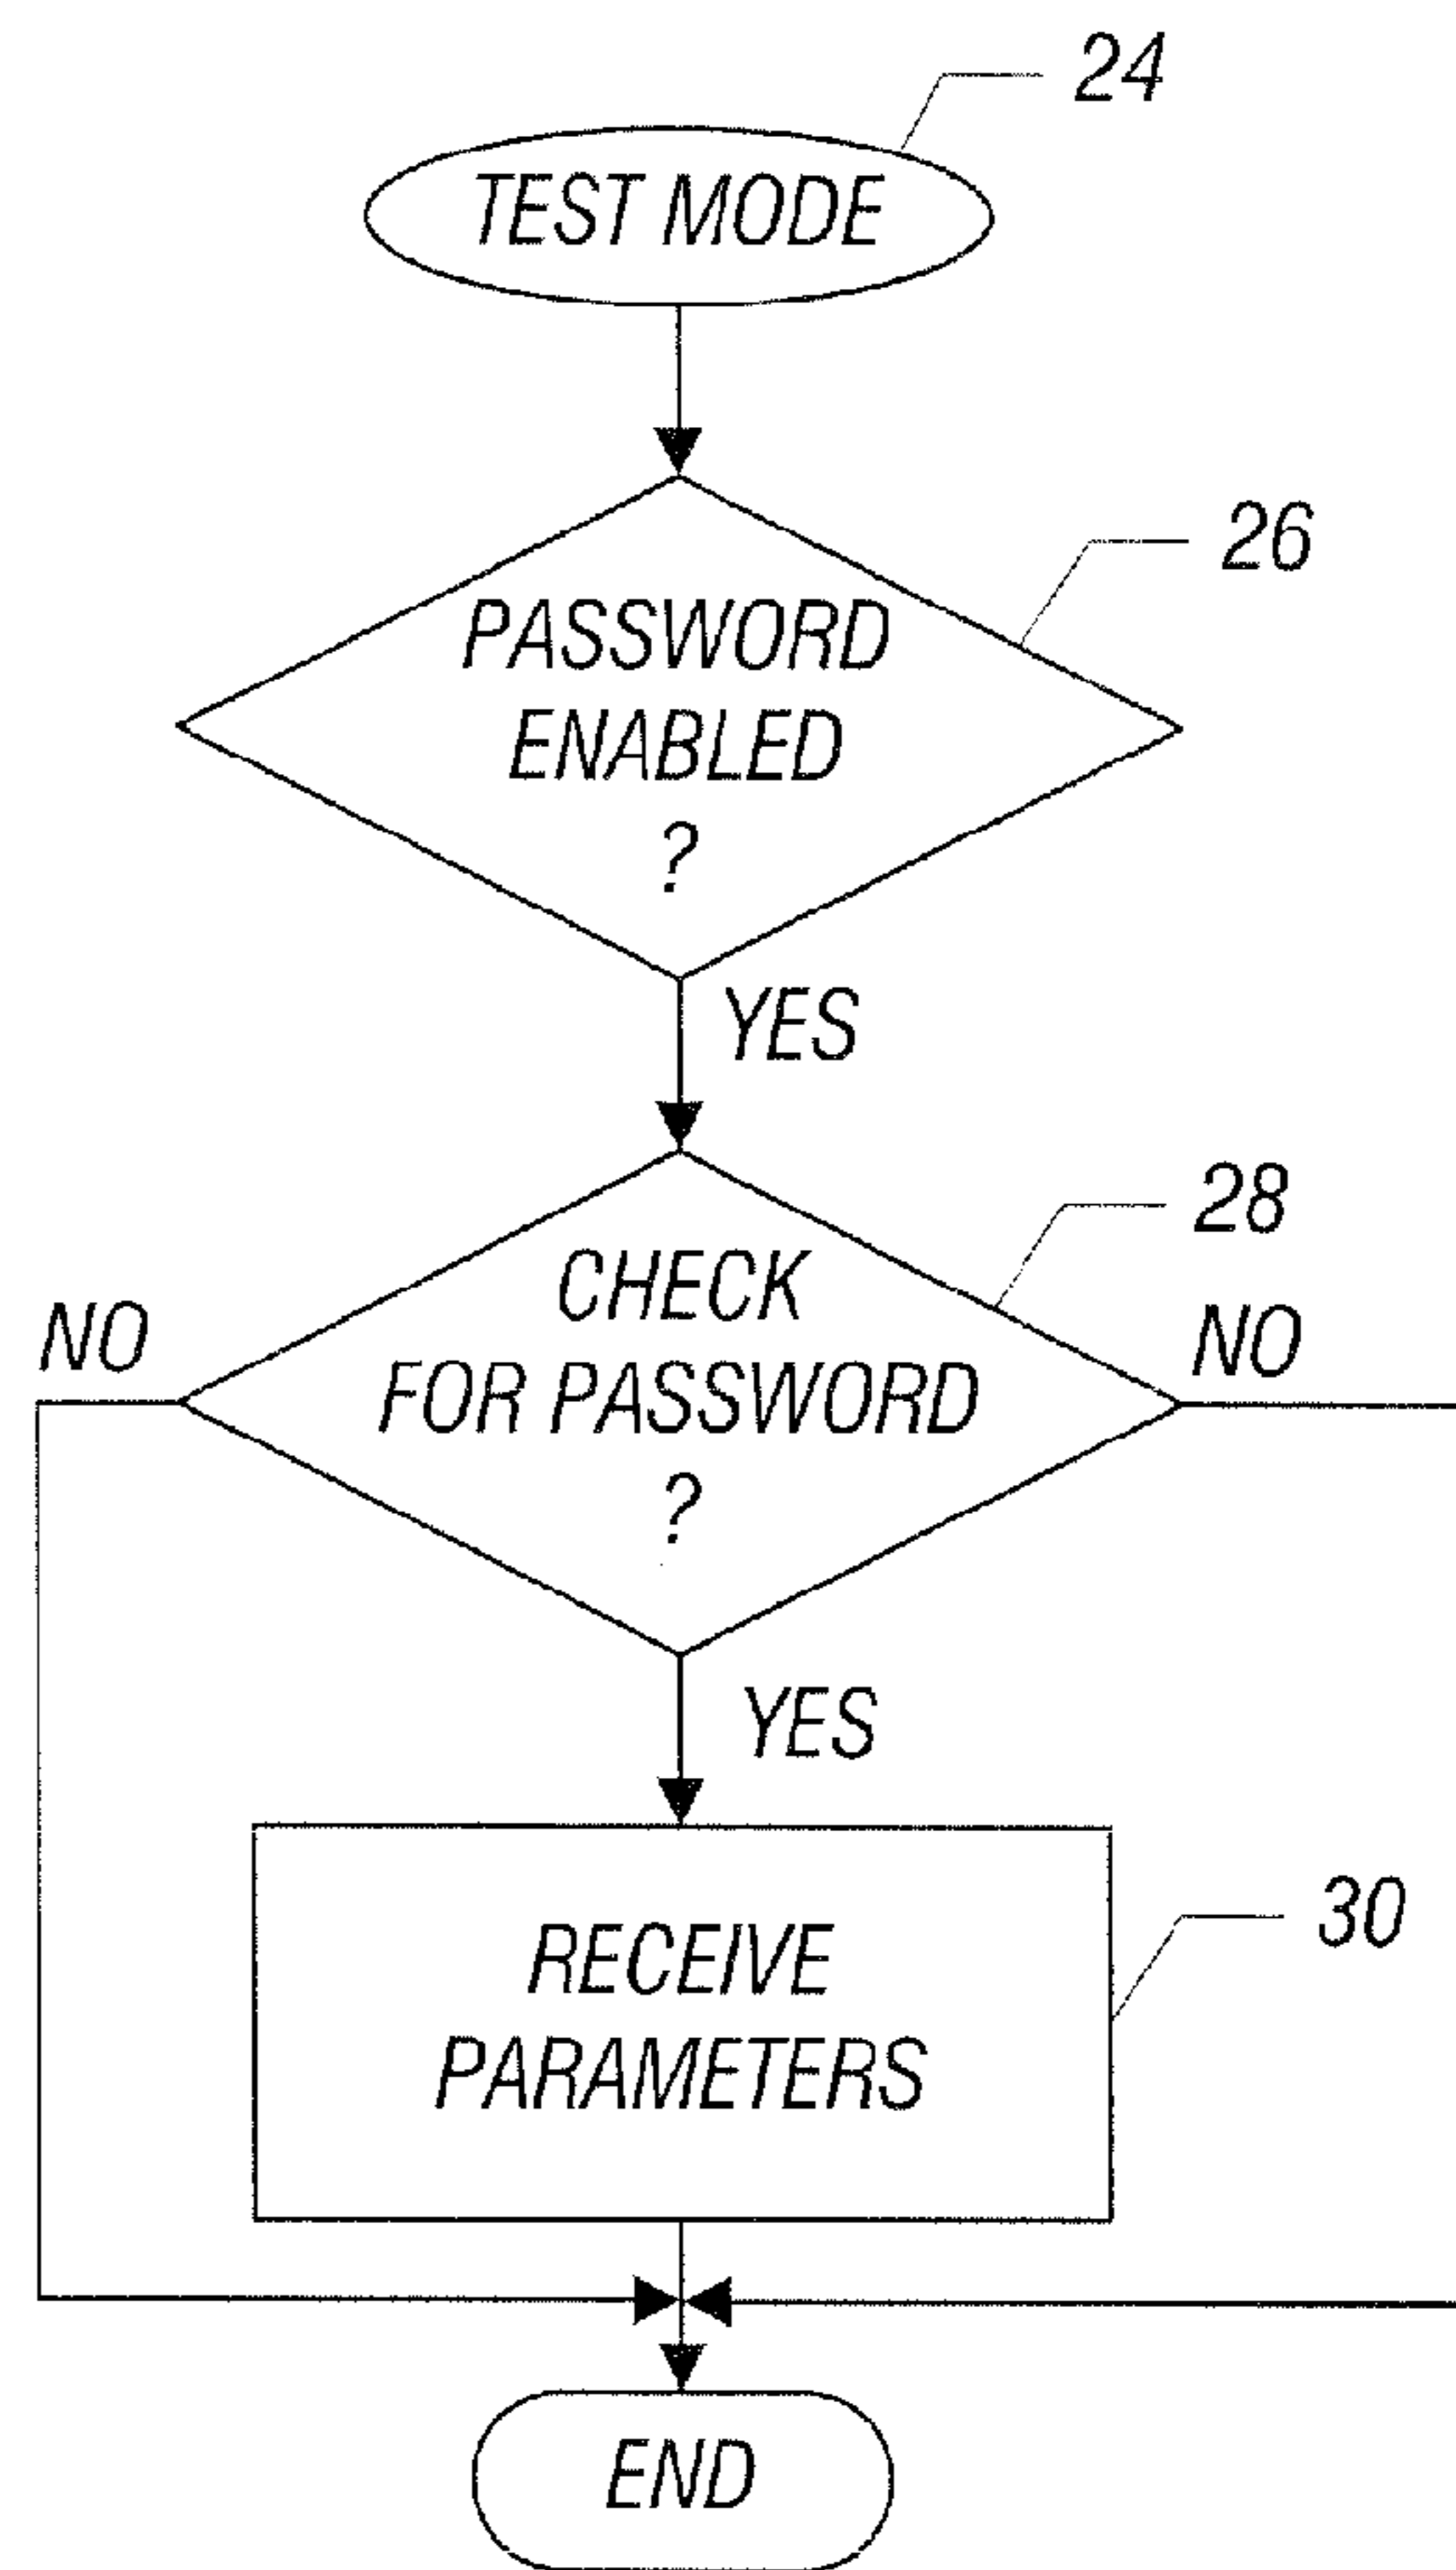 24
TEST MODE
26
PASSWORD
ENABLED
?
YES
28
NO
CHECK
NO
FOR PASSWORD
?
YES
30
RECEIVE
PARAMETERS
END